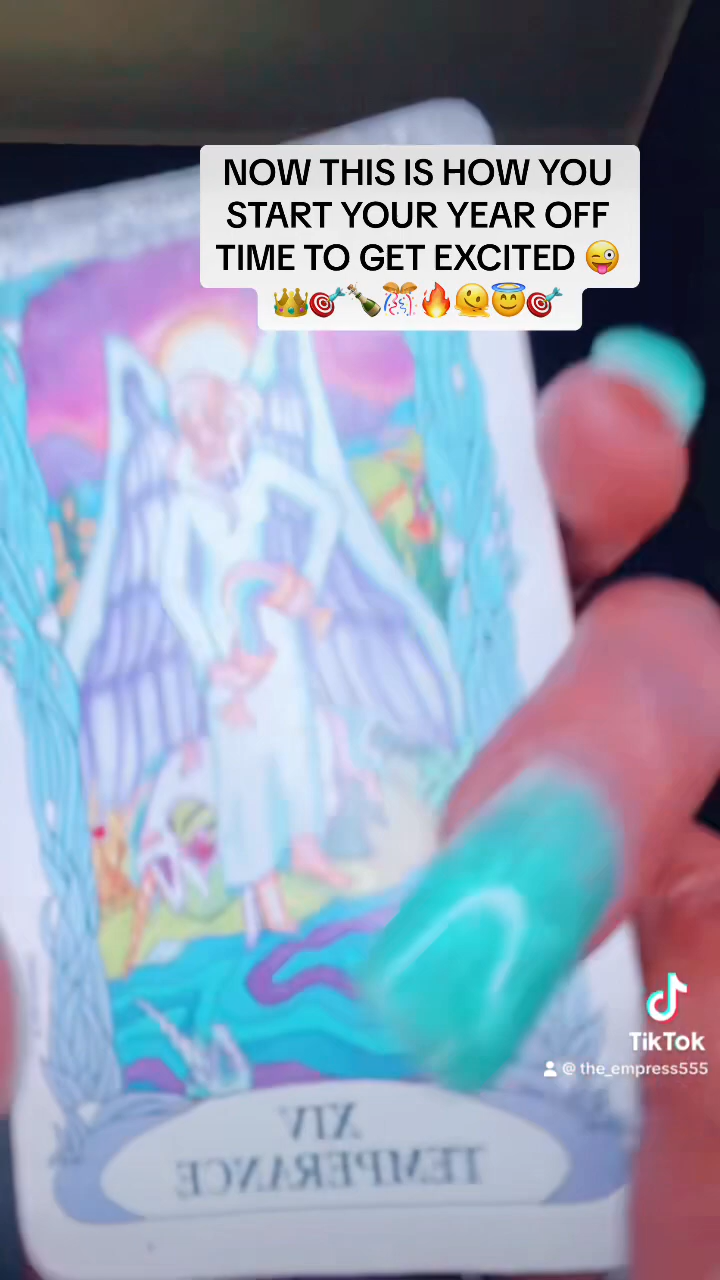 NOW THIS IS HOW YOU
START YOUR YEAR OFF
TIME TO GET EXCITED 😜
👑🎯🍾🎊🔥🫠😇🎯
XIV
TEMPERANCE
TikTok
@the_empress555